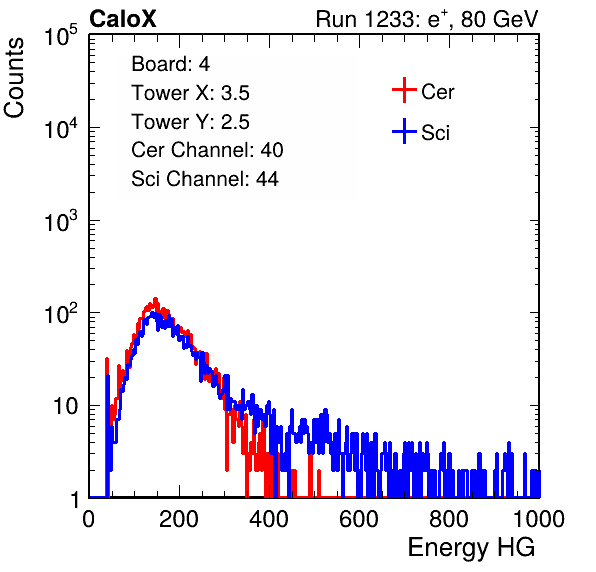 CaloX Run 1233: e⁺, 80 GeV
Counts
Board: 4
Tower X: 3.5
Tower Y: 2.5
Cer Channel: 40
Sci Channel: 44
Cer
Sci
10⁵
10⁴
10³
10²
10
1
0 200 400 600 800 1000
Energy HG